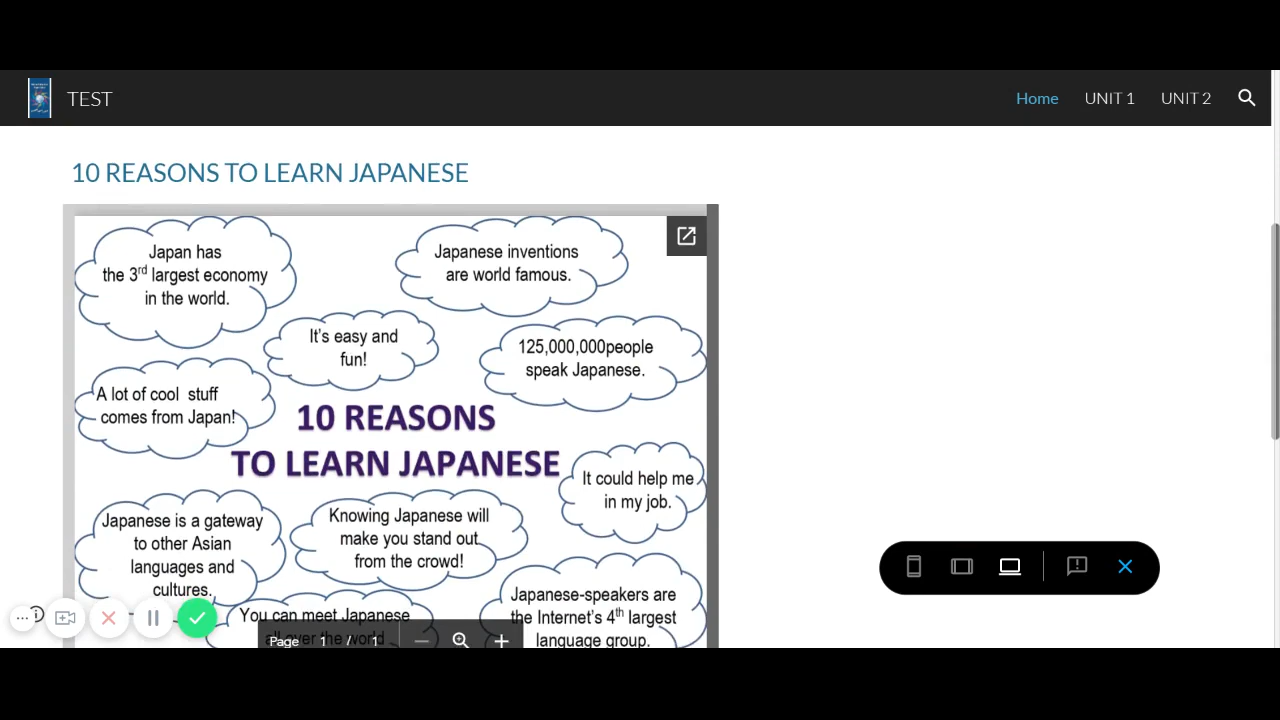 TEST
Home
UNIT 1
UNIT 2
10 REASONS TO LEARN JAPANESE
Japan has
the 3rd largest economy
in the world.
Japanese inventions
are world famous.
It's easy and
fun!
125,000,000people
speak Japanese.
A lot of cool stuff
comes from Japan!
10 REASONS
TO LEARN JAPANESE
It could help me
in my job.
Japanese is a gateway
to other Asian
languages and
cultures.
Knowing Japanese will
make you stand out
from the crowd!
You can meet Japanese
all over the world
Japanese-speakers are
the Internet's 4th largest
language group.
Page 1 / 1